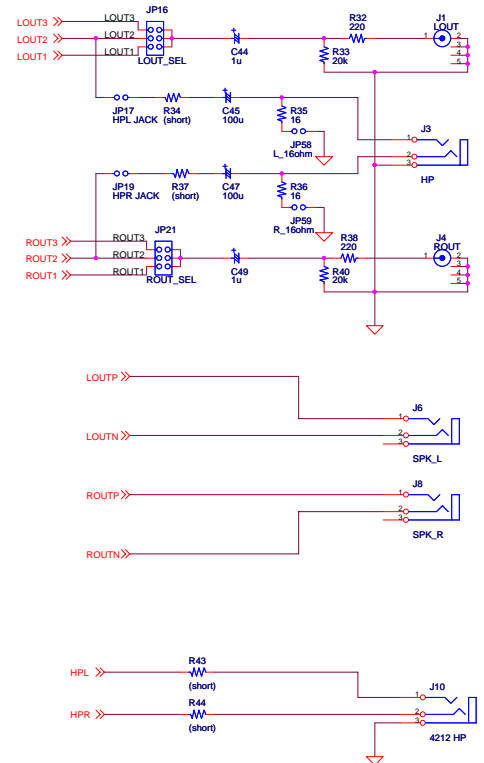 JP16
LOUT3 LOUT3
LOUT2 LOUT2
LOUT1 LOUT1
LOUT_SEL
C44
1u
R32
220
R33
20k
J1
LOUT
1 2
3
4
5
JP17
HPL JACK
R34
(short)
C45
100u
R35
16
JP58
L_16ohm
J3
1
2
3
HP
JP19
HPR JACK
R37
(short)
C47
100u
R36
16
JP59
R_16ohm
JP21
ROUT3 ROUT3
ROUT2 ROUT2
ROUT1 ROUT1
ROUT_SEL
C49
1u
R38
220
R40
20k
J4
ROUT
1 2
3
4
5
LOUTP
LOUTN
J6
1
2
3
SPK_L
ROUTP
ROUTN
J8
1
2
3
SPK_R
HPL
R43
(short)
HPR
R44
(short)
J10
1
2
3
4212 HP